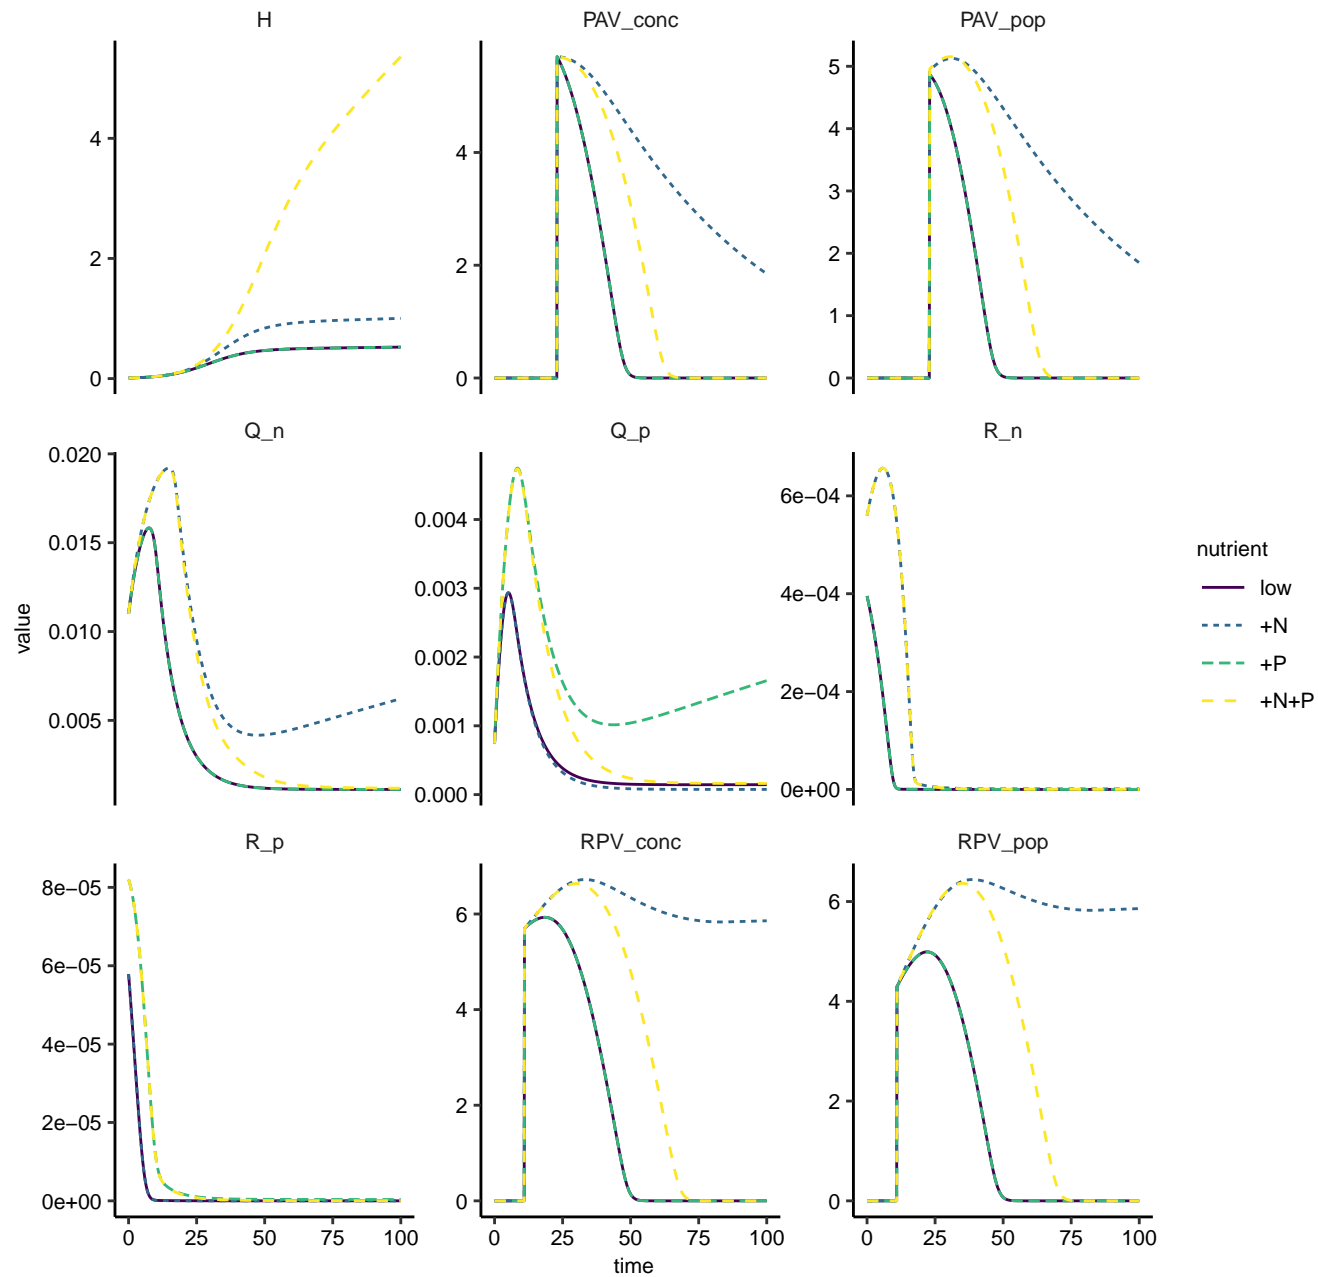 H
PAV_conc
PAV_pop
4
2
0
4
2
0
5
4
3
2
1
0
Q_n
Q_p
R_n
0.020
0.015
0.010
0.005
0.004
0.003
0.002
0.001
0.000
6e−04
4e−04
2e−04
0e+00
R_p
RPV_conc
RPV_pop
8e−05
6e−05
4e−05
2e−05
0e+00
6
4
2
0
6
4
2
0
0 25 50 75 100
0 25 50 75 100
0 25 50 75 100
time
value
nutrient
low
+N
+P
+N+P